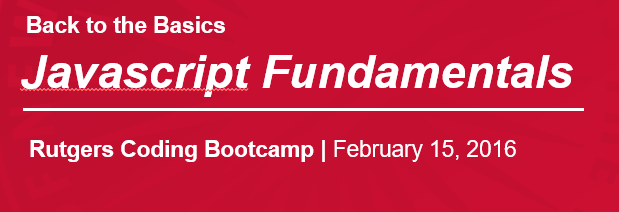 Back to the Basics
Javascript Fundamentals
Rutgers Coding Bootcamp | February 15, 2016